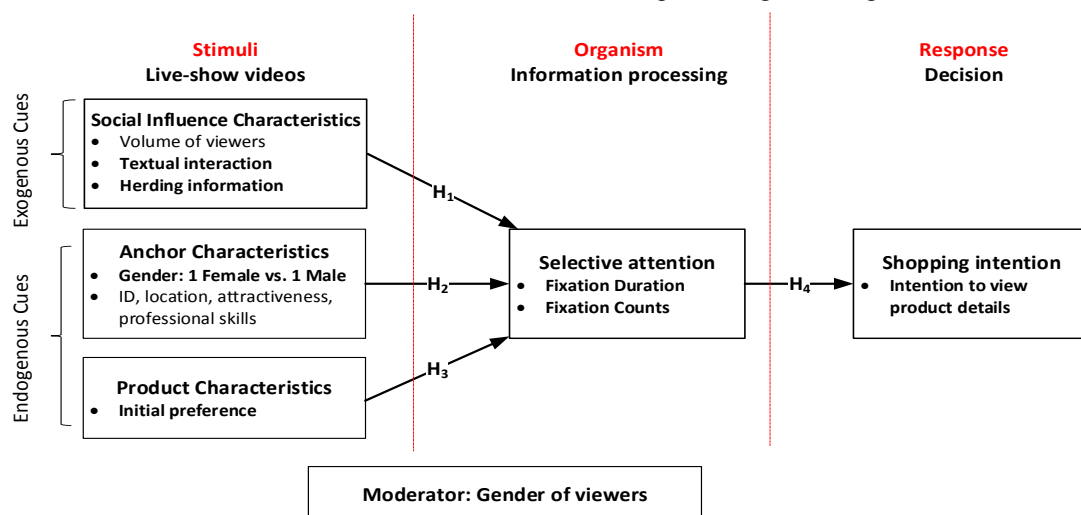 Stimuli
Live-show videos
Organism
Information processing
Response
Decision
Exogenous Cues
Social Influence Characteristics
• Volume of viewers
• Textual interaction
• Herding information
H1
Endogenous Cues
Anchor Characteristics
• Gender: 1 Female vs. 1 Male
• ID, location, attractiveness,
professional skills
H2
Product Characteristics
• Initial preference
H3
Selective attention
• Fixation Duration
• Fixation Counts
H4
Shopping intention
• Intention to view
product details
Moderator: Gender of viewers